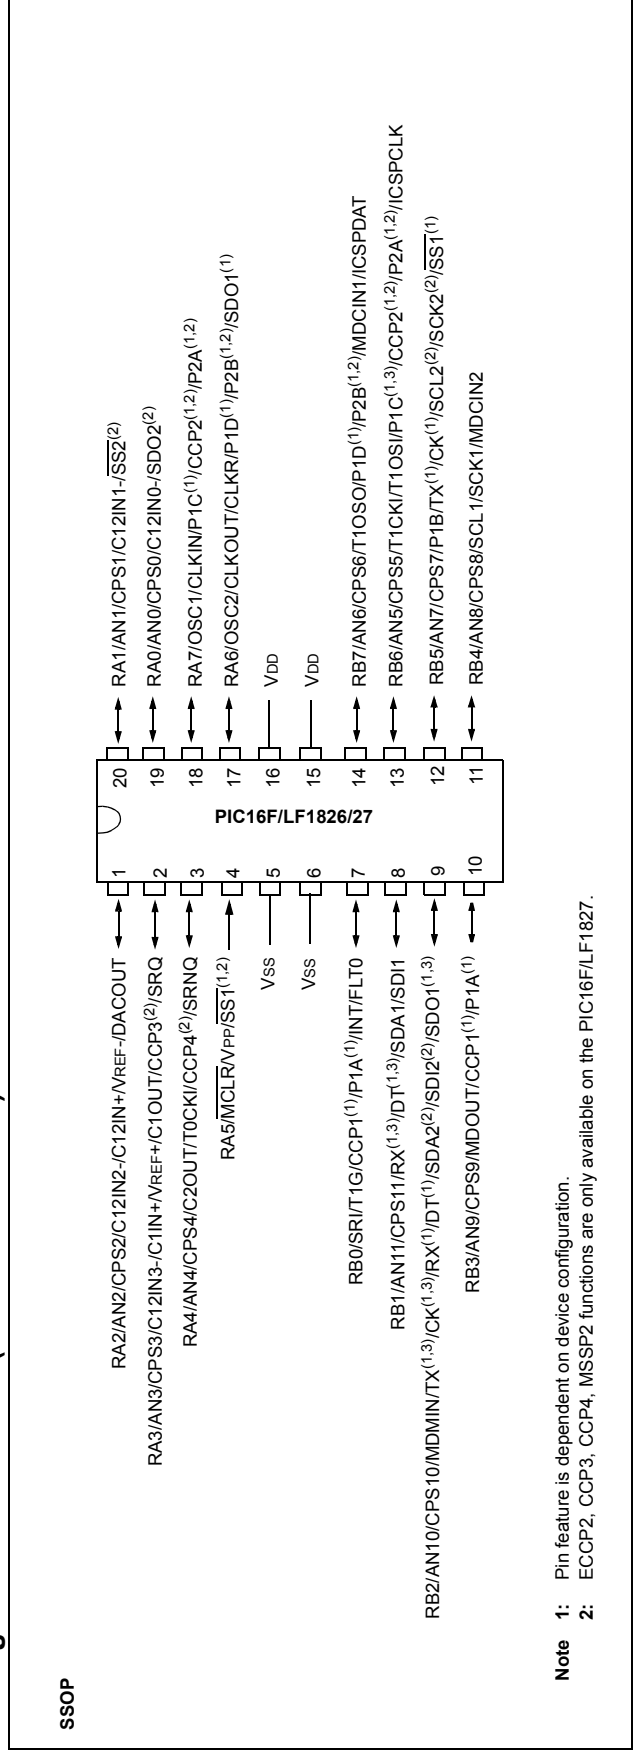 SSOP
RA2/AN2/CPS2/C12IN2-/C12IN+/VREF-/DACOUT 1 20 RA1/AN1/CPS1/C12IN1-/SS2(2)
RA3/AN3/CPS3/C12IN3-/C1IN+/VREF+/C1OUT/CCP3(2)/SRQ 2 19 RA0/AN0/CPS0/C12IN0-/SDO2(2)
RA4/AN4/CPS4/C2OUT/T0CKI/CCP4(2)/SRNQ 3 18 RA7/OSC1/CLKIN/P1C(1)/CCP2(1,2)/P2A(1,2)
RA5/MCLR/VPP/SS1(1,2) 4 17 RA6/OSC2/CLKOUT/CLKR/P1D(1)/P2B(1,2)/SDO1(1)
VSS 5 16 VDD
PIC16F/LF1826/27
VSS 6 15 VDD
RB0/SRI/T1G/CCP1(1)/P1A(1)/INT/FLT0 7 14 RB7/AN6/CPS6/T1OSO/P1D(1)/P2B(1,2)/MDCIN1/ICSPDAT
RB1/AN11/CPS11/RX(1,3)/DT(1,3)/SDA1/SDI1 8 13 RB6/AN5/CPS5/T1CKI/T1OSI/P1C(1,3)/CCP2(1,2)/P2A(1,2)/ICSPCLK
RB2/AN10/CPS10/MDMIN/TX(1,3)/CK(1,3)/RX(1)/DT(1)/SDA2(2)/SDI2(2)/SDO1(1,3) 9 12 RB5/AN7/CPS7/P1B/TX(1)/CK(1)/SCL2(2)/SCK2(2)/SS1(1)
RB3/AN9/CPS9/MDOUT/CCP1(1)/P1A(1) 10 11 RB4/AN8/CPS8/SCL1/SCK1/MDCIN2
Note 1: Pin feature is dependent on device configuration.
2: ECCP2, CCP3, CCP4, MSSP2 functions are only available on the PIC16F/LF1827.